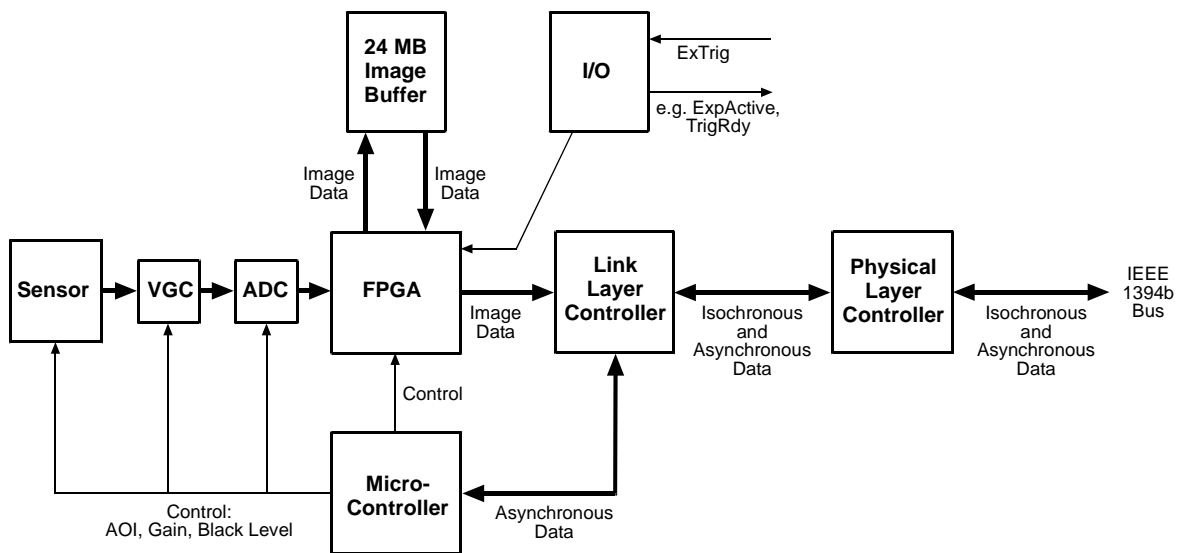 24 MB
Image
Buffer
I/O
ExTrig
e.g. ExpActive,
TrigRdy
Image
Data
Image
Data
Sensor
VGC
ADC
FPGA
Image
Data
Link
Layer
Controller
Isochronous
and
Asynchronous
Data
Physical
Layer
Controller
Isochronous
and
Asynchronous
Data
IEEE
1394b
Bus
Control
Micro-
Controller
Control:
AOI, Gain, Black Level
Asynchronous
Data